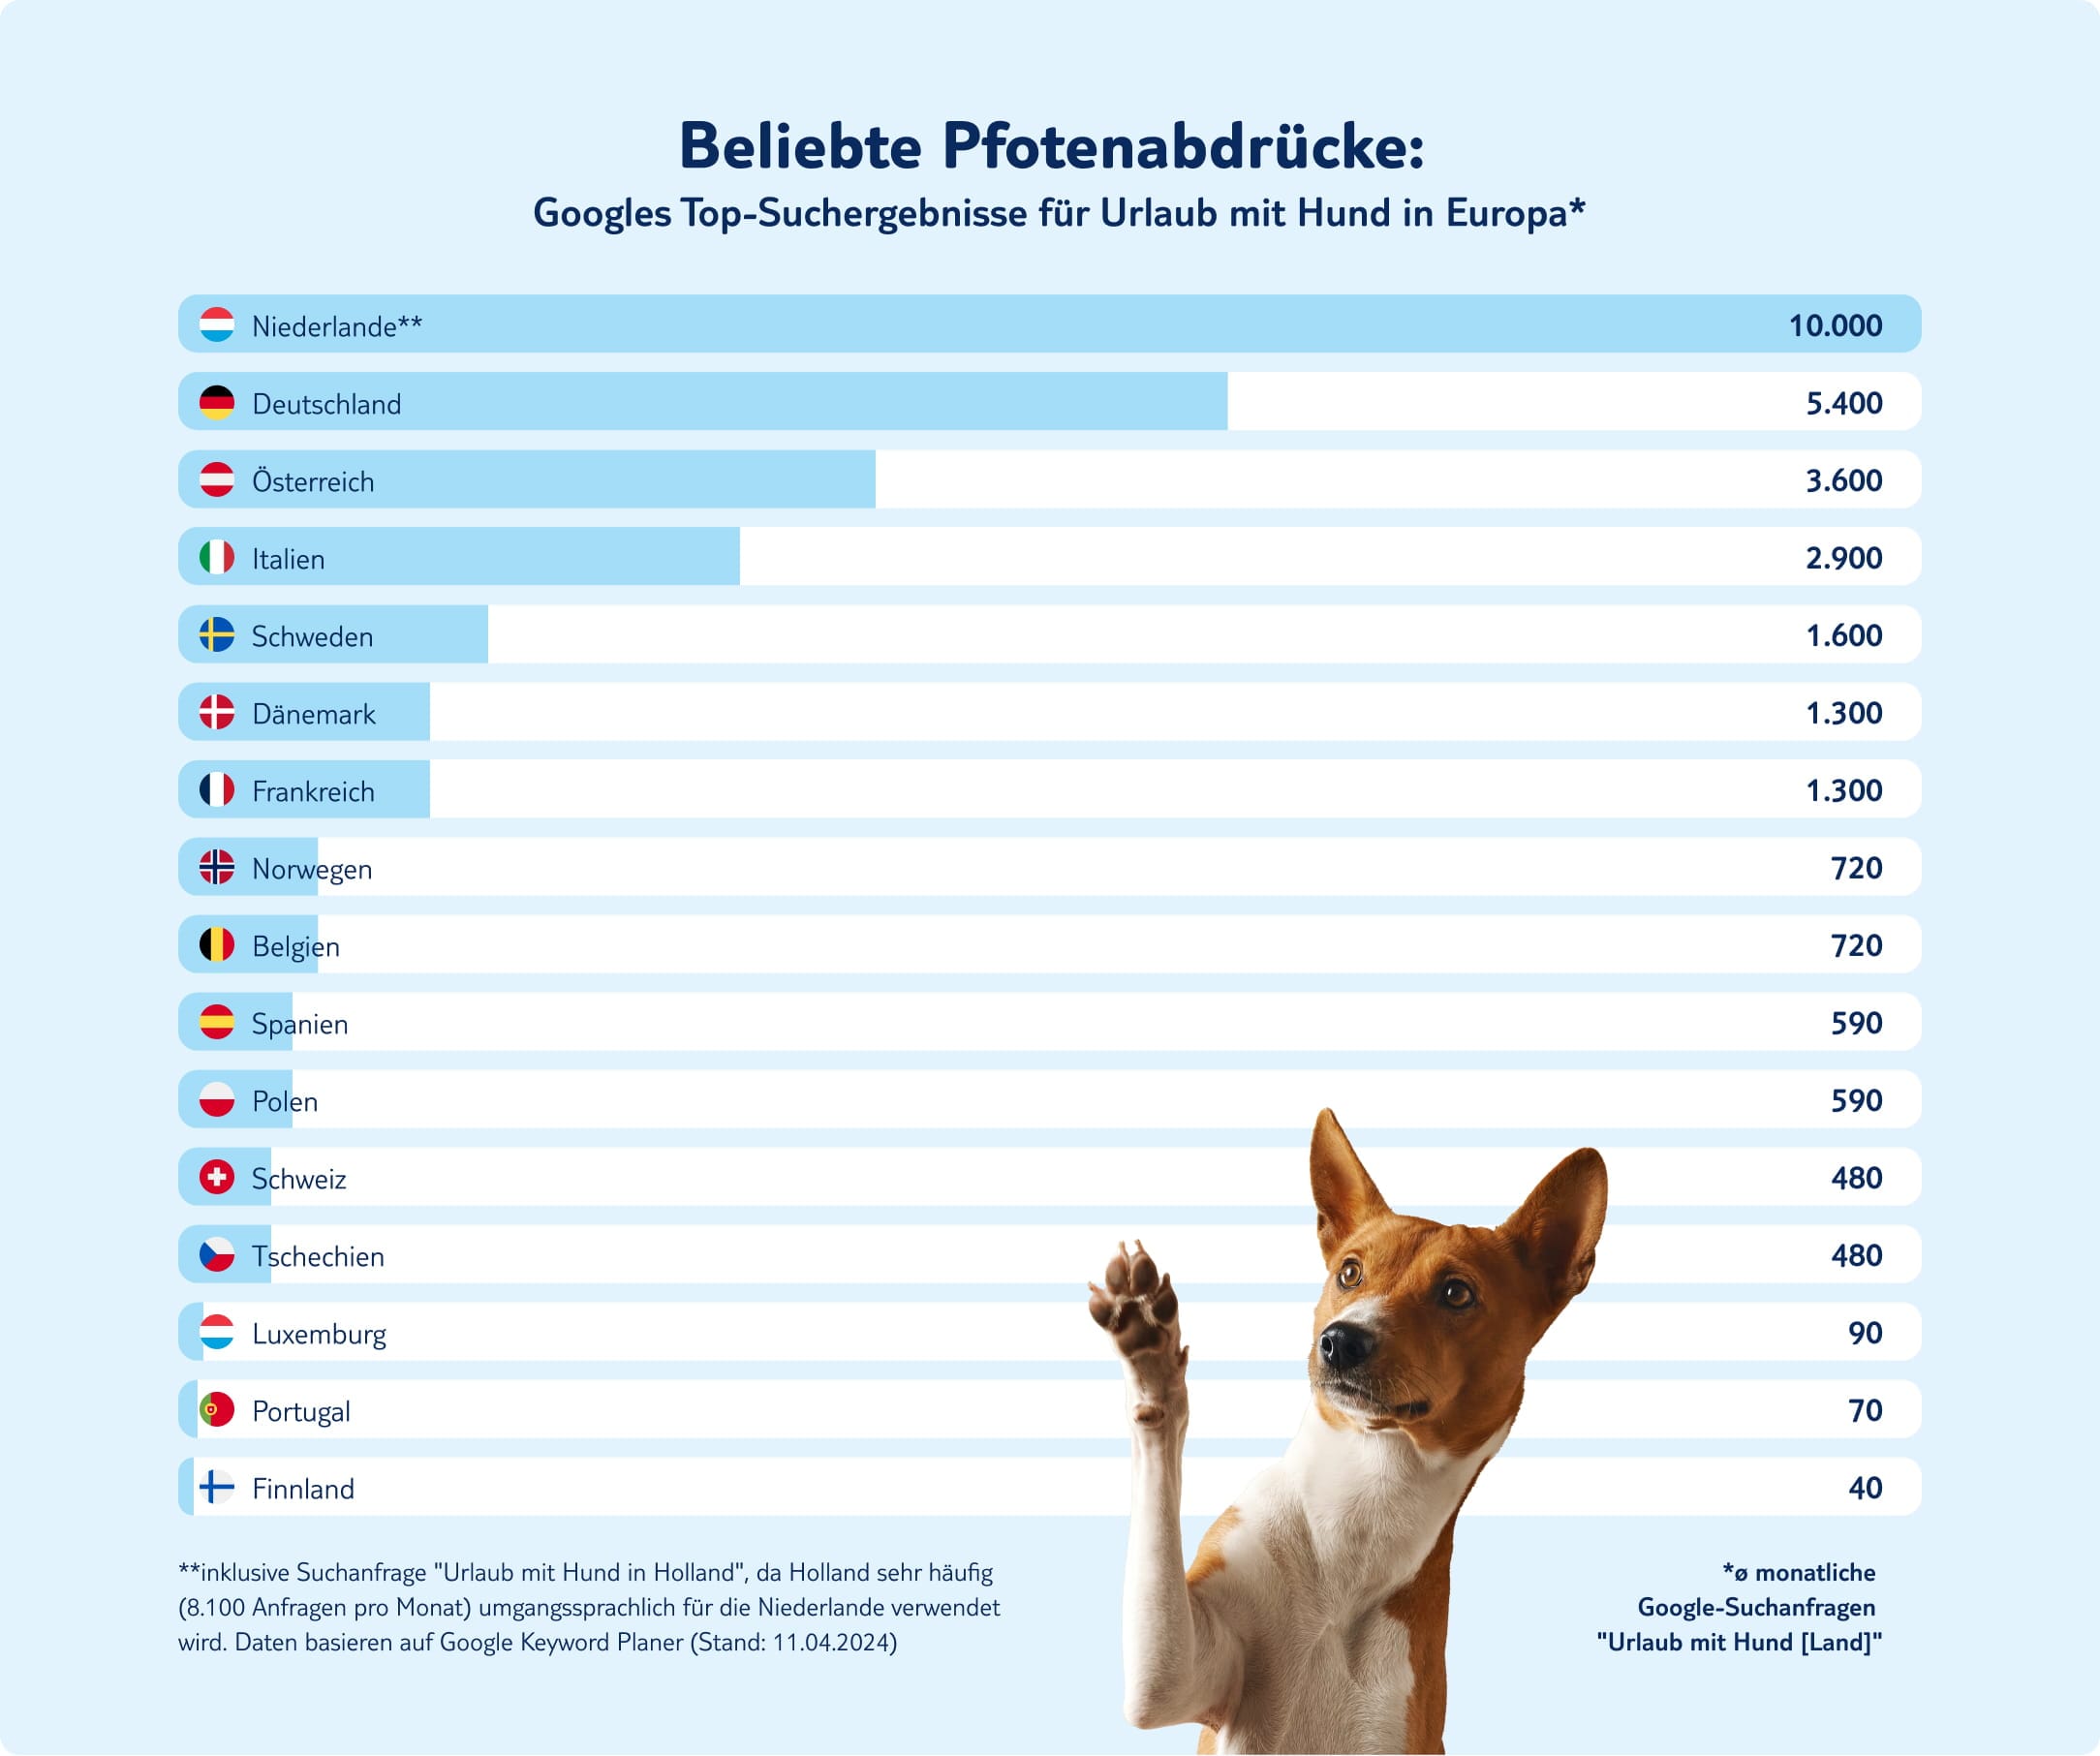 Beliebte Pfotenabdrücke:
Googles Top-Suchergebnisse für Urlaub mit Hund in Europa*
Niederlande** 10.000
Deutschland 5.400
Österreich 3.600
Italien 2.900
Schweden 1.600
Dänemark 1.300
Frankreich 1.300
Norwegen 720
Belgien 720
Spanien 590
Polen 590
Schweiz 480
Tschechien 480
Luxemburg 90
Portugal 70
Finnland 40
**inklusive Suchanfrage "Urlaub mit Hund in Holland", da Holland sehr häufig
(8.100 Anfragen pro Monat) umgangssprachlich für die Niederlande verwendet
wird. Daten basieren auf Google Keyword Planer (Stand: 11.04.2024)
*ø monatliche
Google-Suchanfragen
"Urlaub mit Hund [Land]"